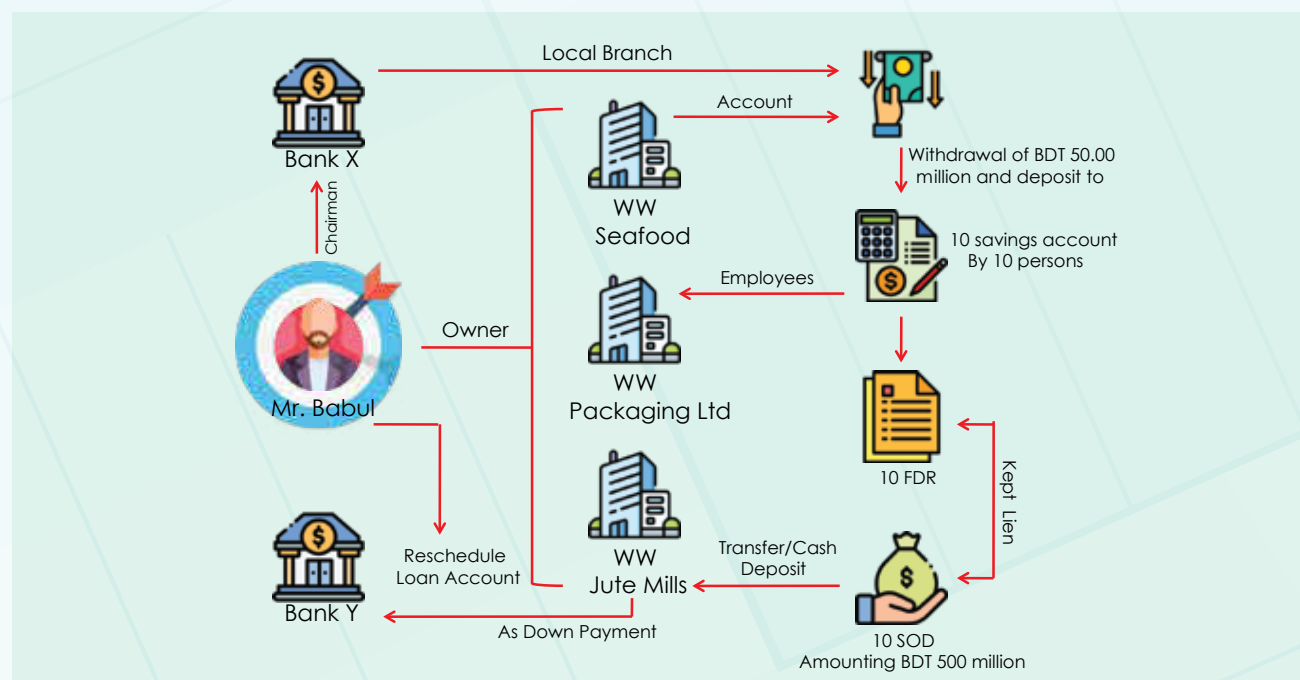 Local Branch
Bank X
Account
WW
Seafood
Withdrawal of BDT 50.00
million and deposit to
Chairman
10 savings account
By 10 persons
Employees
Owner
WW
Packaging Ltd
Mr. Babul
10 FDR
Kept Lien
Reschedule
Loan Account
WW
Jute Mills
Transfer/Cash
Deposit
Bank Y
As Down Payment
10 SOD
Amounting BDT 500 million